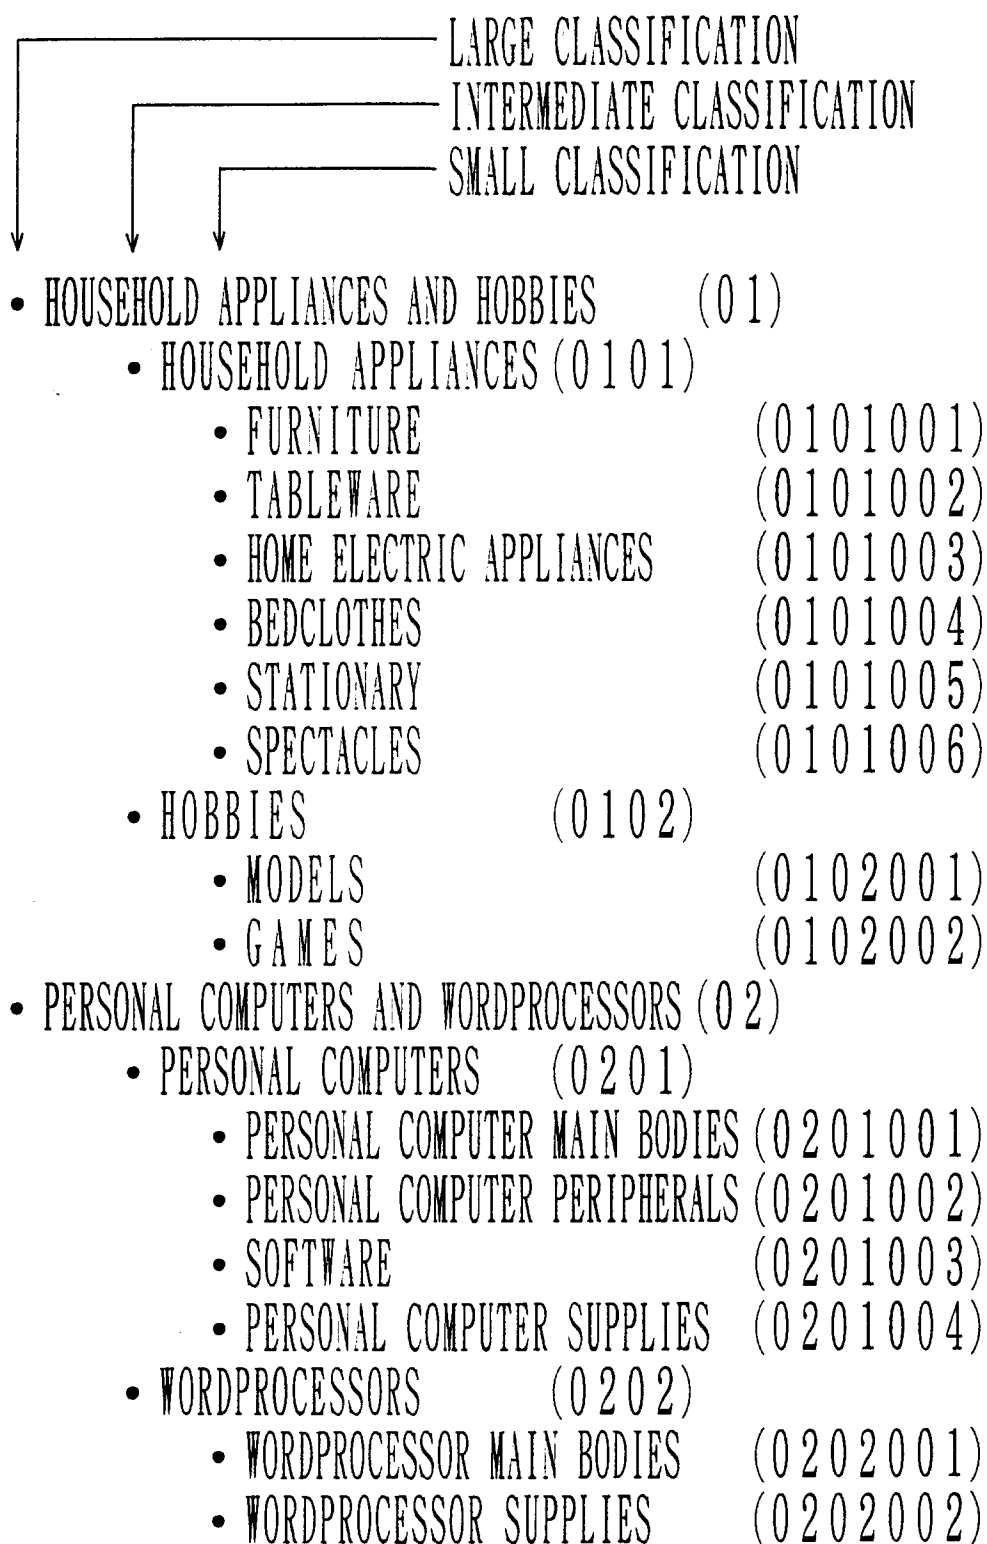 LARGE CLASSIFICATION
INTERMEDIATE CLASSIFICATION
SMALL CLASSIFICATION
• HOUSEHOLD APPLIANCES AND HOBBIES (01)
• HOUSEHOLD APPLIANCES (0101)
• FURNITURE (0101001)
• TABLEWARE (0101002)
• HOME ELECTRIC APPLIANCES (0101003)
• BEDCLOTHES (0101004)
• STATIONARY (0101005)
• SPECTACLES (0101006)
• HOBBIES (0102)
• MODELS (0102001)
• GAMES (0102002)
• PERSONAL COMPUTERS AND WORDPROCESSORS (02)
• PERSONAL COMPUTERS (0201)
• PERSONAL COMPUTER MAIN BODIES (0201001)
• PERSONAL COMPUTER PERIPHERALS (0201002)
• SOFTWARE (0201003)
• PERSONAL COMPUTER SUPPLIES (0201004)
• WORDPROCESSORS (0202)
• WORDPROCESSOR MAIN BODIES (0202001)
• WORDPROCESSOR SUPPLIES (0202002)